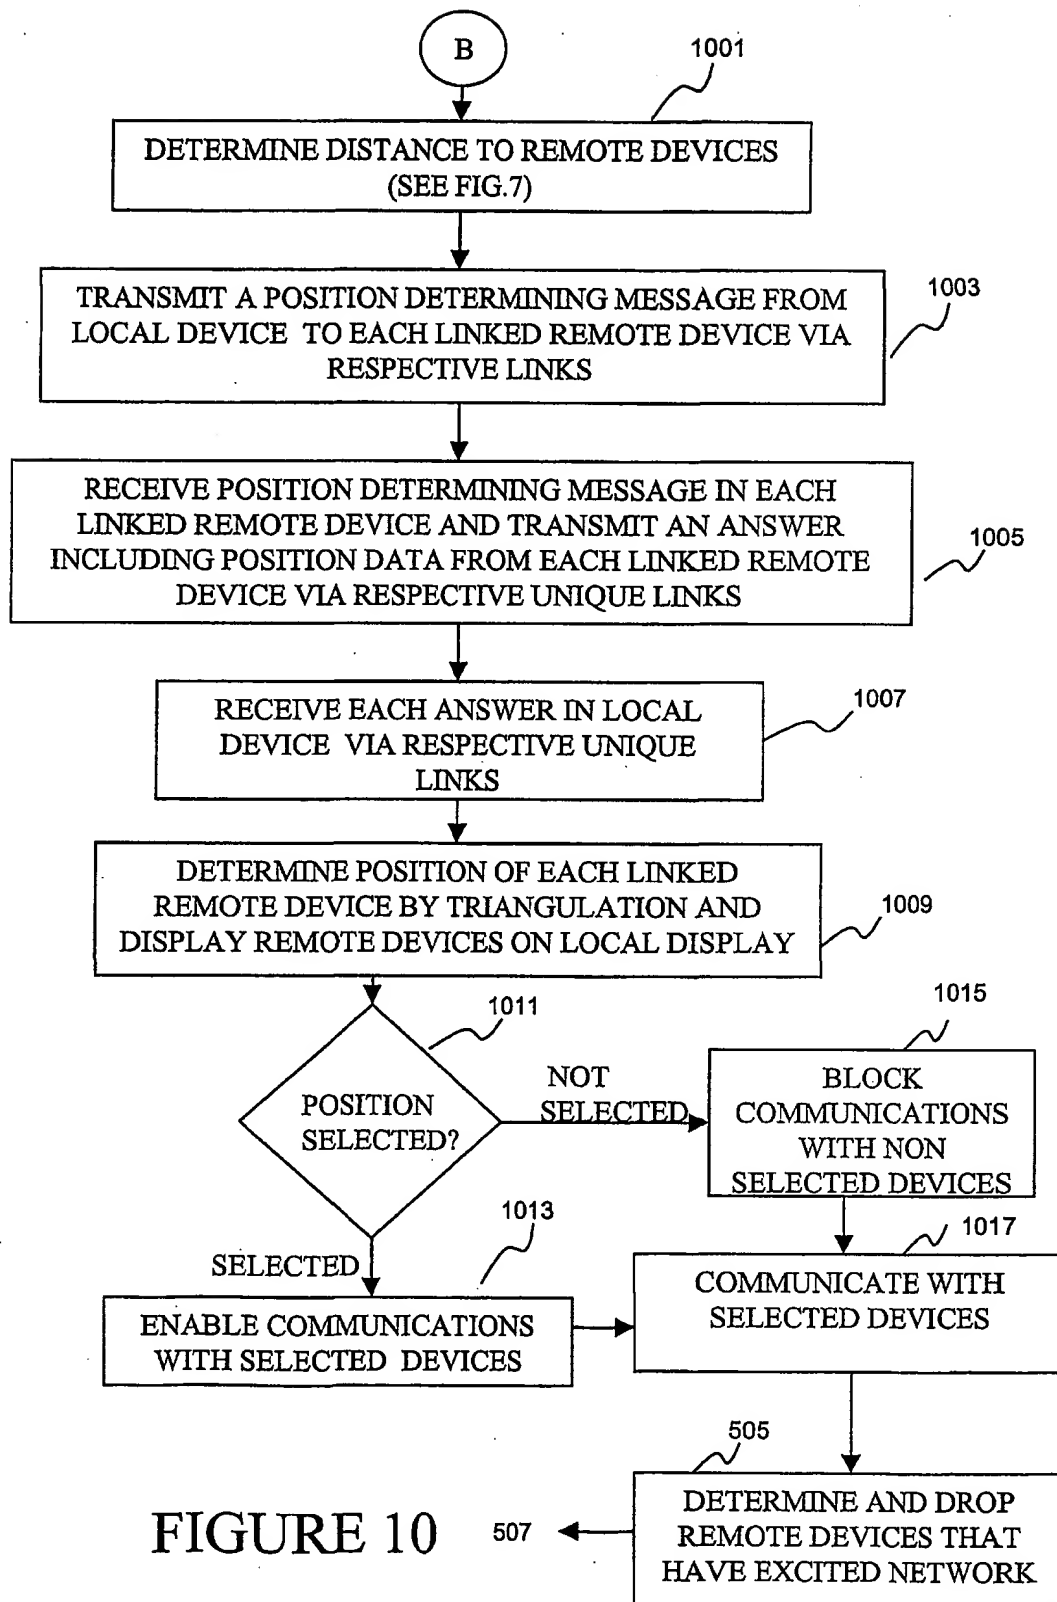 B
1001
DETERMINE DISTANCE TO REMOTE DEVICES
(SEE FIG.7)
1003
TRANSMIT A POSITION DETERMINING MESSAGE FROM
LOCAL DEVICE TO EACH LINKED REMOTE DEVICE VIA
RESPECTIVE LINKS
RECEIVE POSITION DETERMINING MESSAGE IN EACH
LINKED REMOTE DEVICE AND TRANSMIT AN ANSWER
INCLUDING POSITION DATA FROM EACH LINKED REMOTE
DEVICE VIA RESPECTIVE UNIQUE LINKS
1005
RECEIVE EACH ANSWER IN LOCAL
DEVICE VIA RESPECTIVE UNIQUE
LINKS
1007
DETERMINE POSITION OF EACH LINKED
REMOTE DEVICE BY TRIANGULATION AND
DISPLAY REMOTE DEVICES ON LOCAL DISPLAY
1009
1011
POSITION
SELECTED?
NOT
SELECTED
1015
BLOCK
COMMUNICATIONS
WITH NON
SELECTED DEVICES
SELECTED
1013
ENABLE COMMUNICATIONS
WITH SELECTED DEVICES
1017
COMMUNICATE WITH
SELECTED DEVICES
505
DETERMINE AND DROP
REMOTE DEVICES THAT
HAVE EXCITED NETWORK
507
FIGURE 10